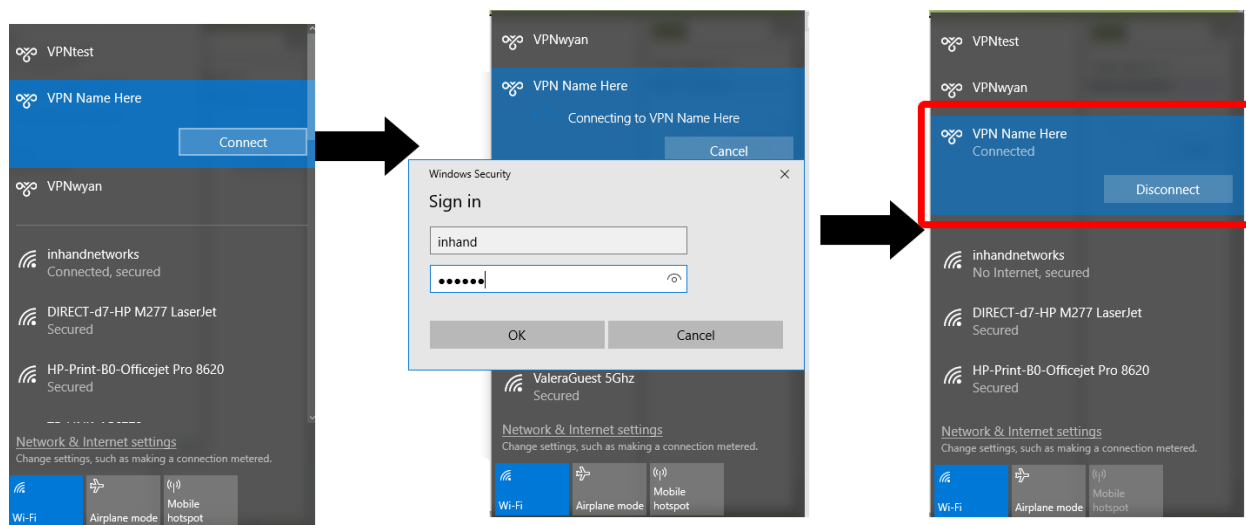 VPNtest
VPN Name Here
Connect
VPNwyan
inhandnetworks
Connected, secured
DIRECT-d7-HP M277 LaserJet
Secured
HP-Print-B0-Officejet Pro 8620
Secured
Network & Internet settings
Change settings, such as making a connection metered.
Wi-Fi
Airplane mode
Mobile
hotspot
VPNwyan
VPN Name Here
Connecting to VPN Name Here
Cancel
Windows Security
Sign in
inhand
••••••
OK
Cancel
ValeraGuest 5Ghz
Secured
Network & Internet settings
Change settings, such as making a connection metered.
Wi-Fi
Airplane mode
Mobile
hotspot
VPNtest
VPNwyan
VPN Name Here
Connected
Disconnect
inhandnetworks
No Internet, secured
DIRECT-d7-HP M277 LaserJet
Secured
HP-Print-B0-Officejet Pro 8620
Secured
Network & Internet settings
Change settings, such as making a connection metered.
Wi-Fi
Airplane mode
Mobile
hotspot